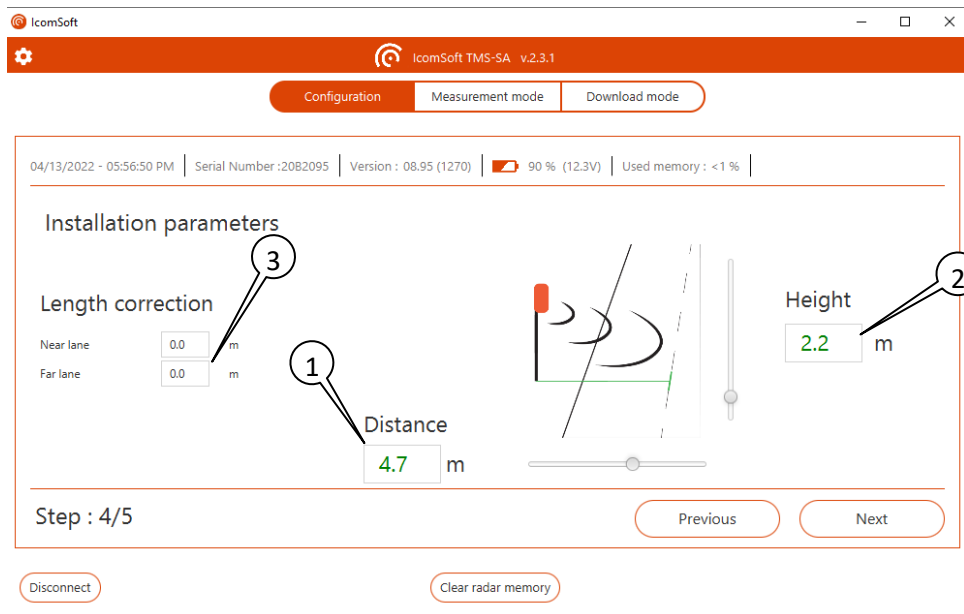 IcomSoft
IcomSoft TMS-SA v.2.3.1
Configuration Measurement mode Download mode
04/13/2022 - 05:56:50 PM Serial Number :20B2095 Version : 08.95 (1270) 90 % (12.3V) Used memory : <1 %
Installation parameters
3
2
Length correction
Height
Near lane 0.0 m
2.2 m
Far lane 0.0 m
1
Distance
4.7 m
Step : 4/5
Previous Next
Disconnect Clear radar memory